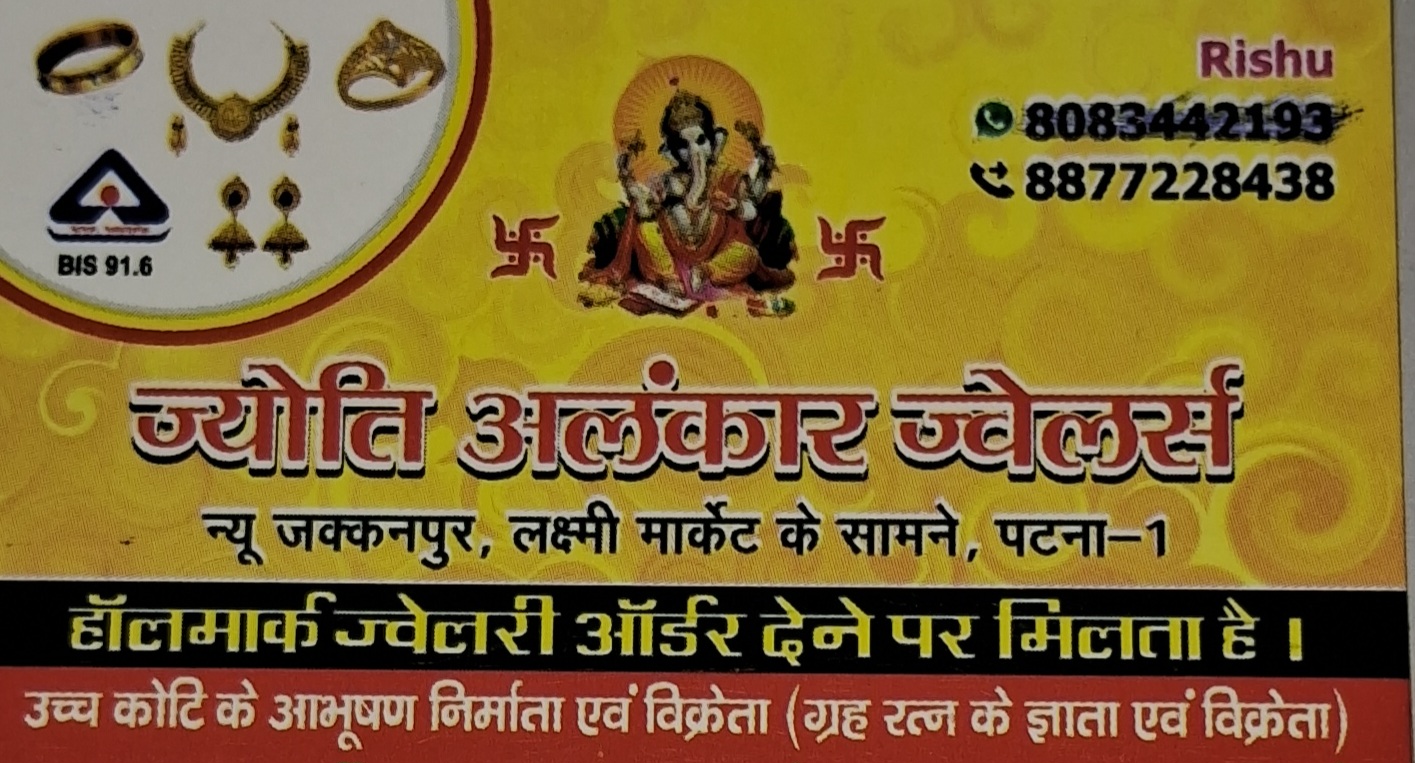 Rishu
8083442193
8877228438
BIS 91.6
ज्योति अलंकार ज्वेलर्स
न्यू जक्कनपुर, लक्ष्मी मार्केट के सामने, पटना-1
हॉलमार्क ज्वेलरी ऑर्डर देने पर मिलता है।
उच्च कोटि के आभूषण निर्माता एवं विक्रेता (ग्रह रत्न के ज्ञाता एवं विक्रेता)